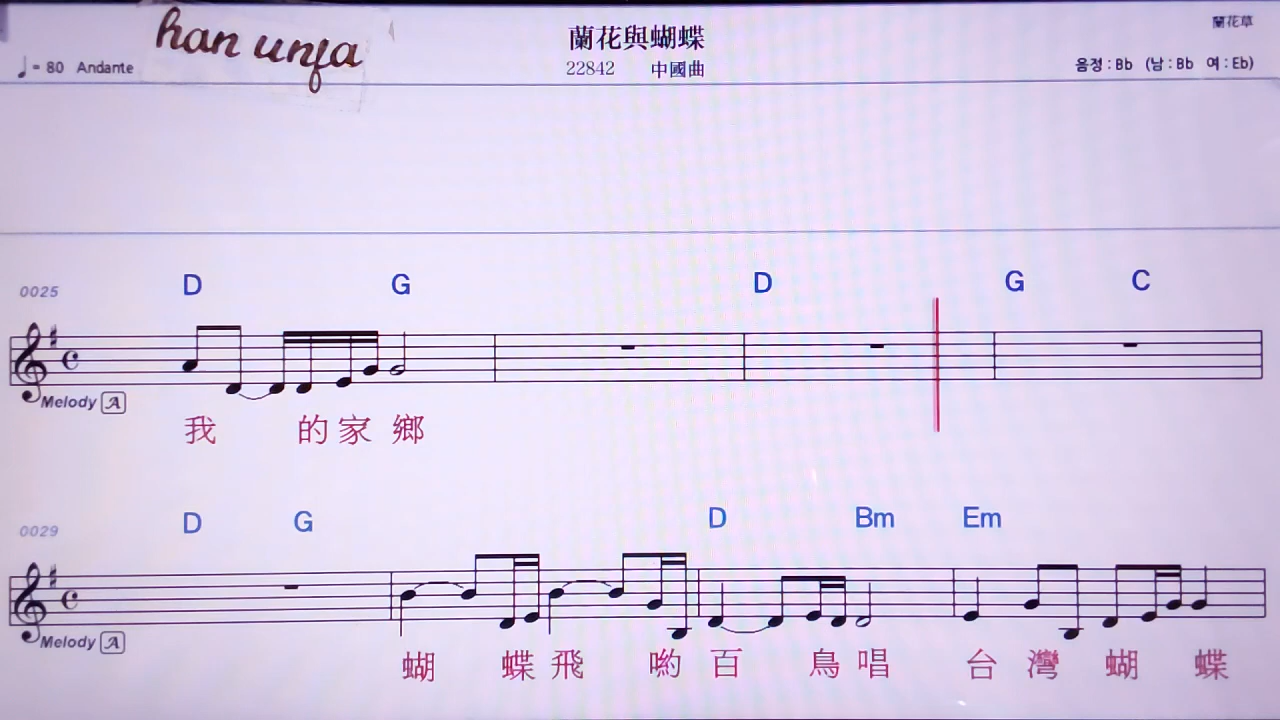 han unfa
蘭花與蝴蝶
蘭花草
♩= 80 Andante
22842 中國曲
음정 : Bb (남 : Bb 여 : Eb)
0025
D G D G C
Melody A
我 的 家 鄉
0029
D G D Bm Em
Melody A
蝴 蝶 飛 喲 百 鳥 唱 台 灣 蝴 蝶